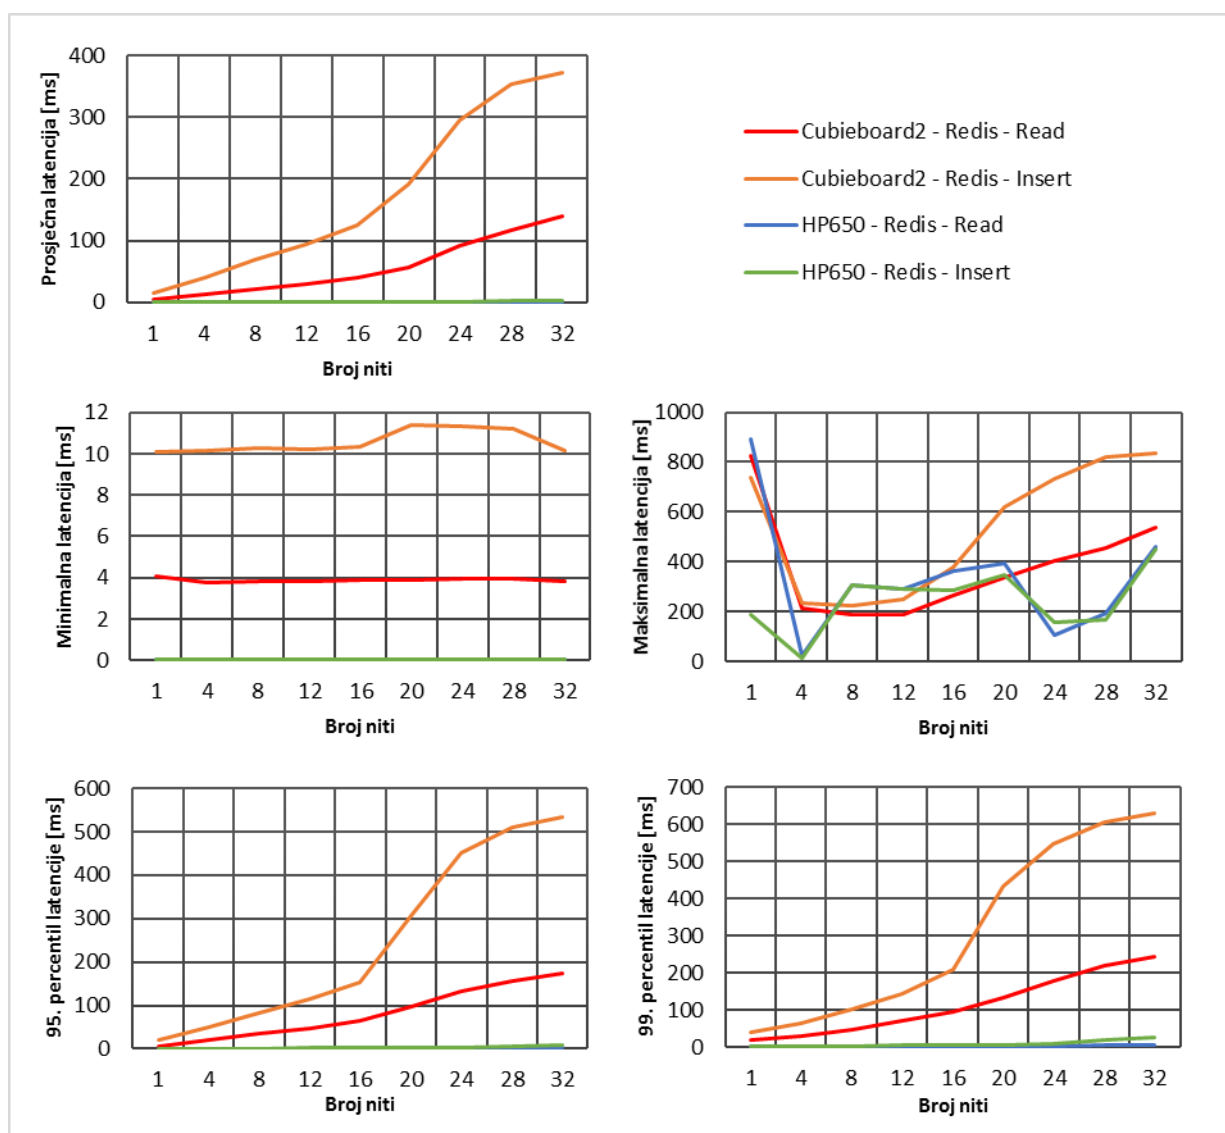 Prosječna latencija [ms]
400
300
200
100
0
1 4 8 12 16 20 24 28 32
Broj niti
Cubieboard2 - Redis - Read
Cubieboard2 - Redis - Insert
HP650 - Redis - Read
HP650 - Redis - Insert
Minimalna latencija [ms]
12
10
8
6
4
2
0
1 4 8 12 16 20 24 28 32
Broj niti
Maksimalna latencija [ms]
1000
800
600
400
200
0
1 4 8 12 16 20 24 28 32
Broj niti
95. percentil latencije [ms]
600
500
400
300
200
100
0
1 4 8 12 16 20 24 28 32
Broj niti
99. percentil latencije [ms]
700
600
500
400
300
200
100
0
1 4 8 12 16 20 24 28 32
Broj niti